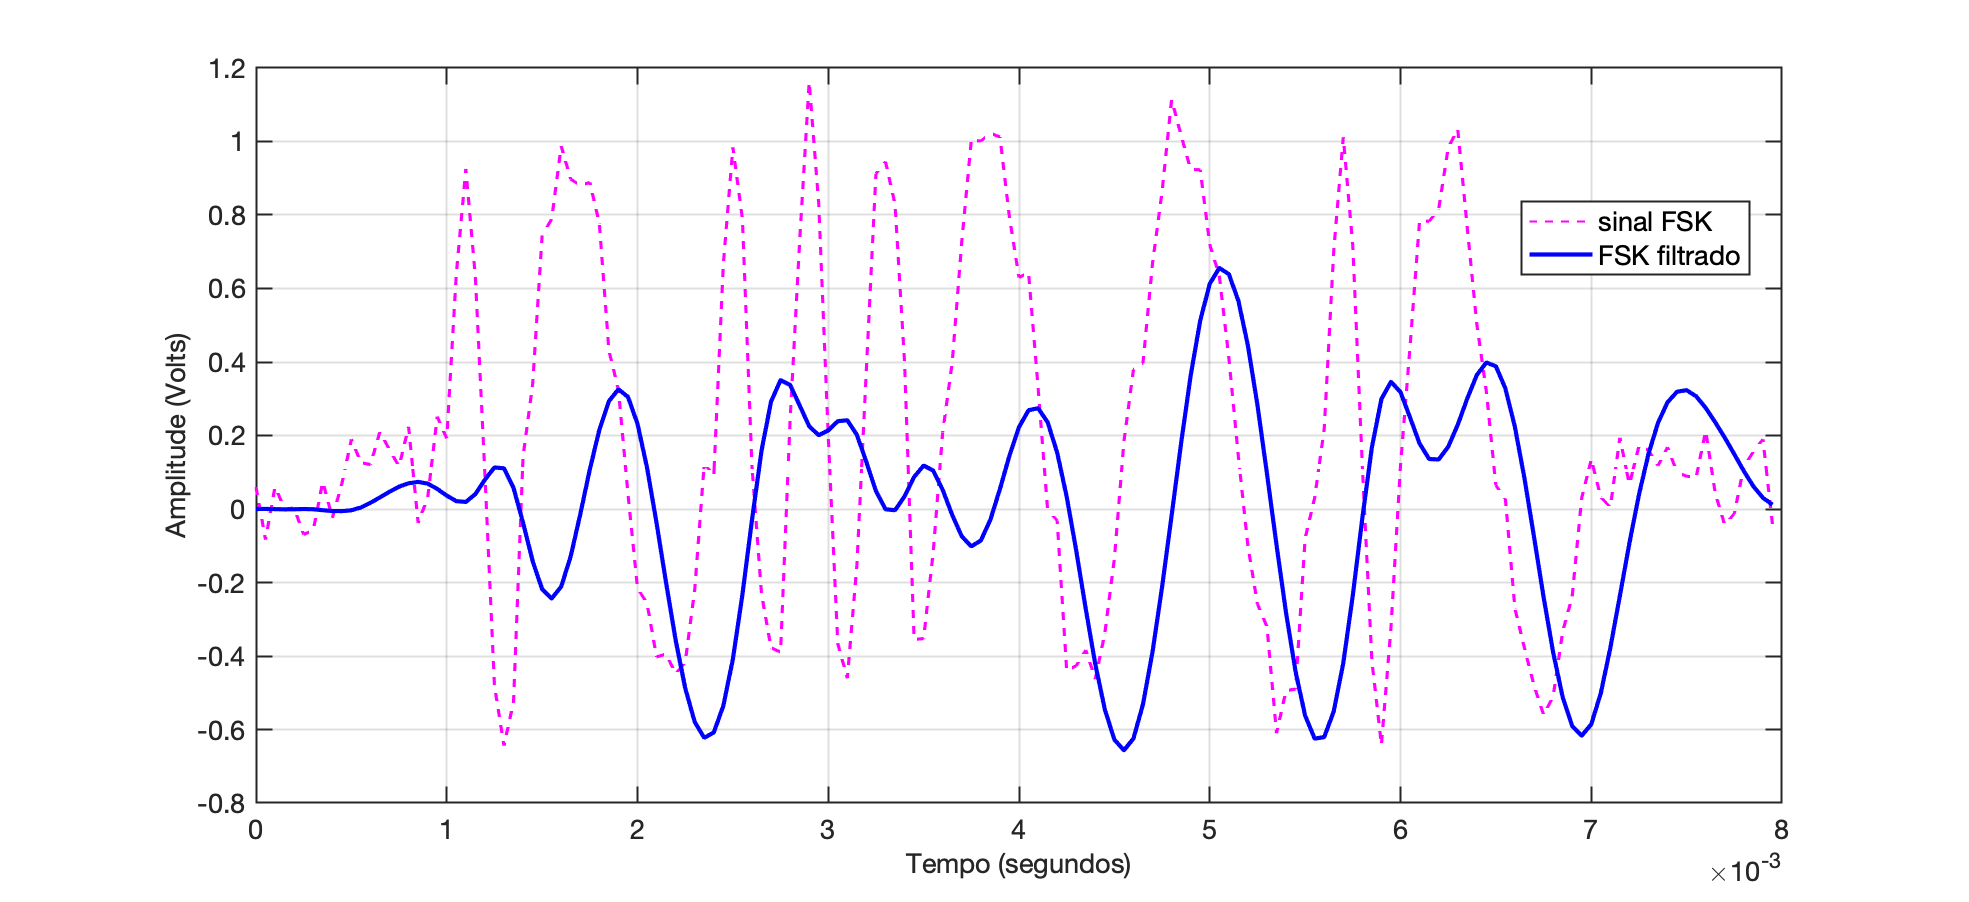 1.2
1
0.8
0.6
0.4
0.2
0
-0.2
-0.4
-0.6
-0.8
Amplitude (Volts)
sinal FSK
FSK filtrado
0 1 2 3 4 5 6 7 8
Tempo (segundos)
×10-3